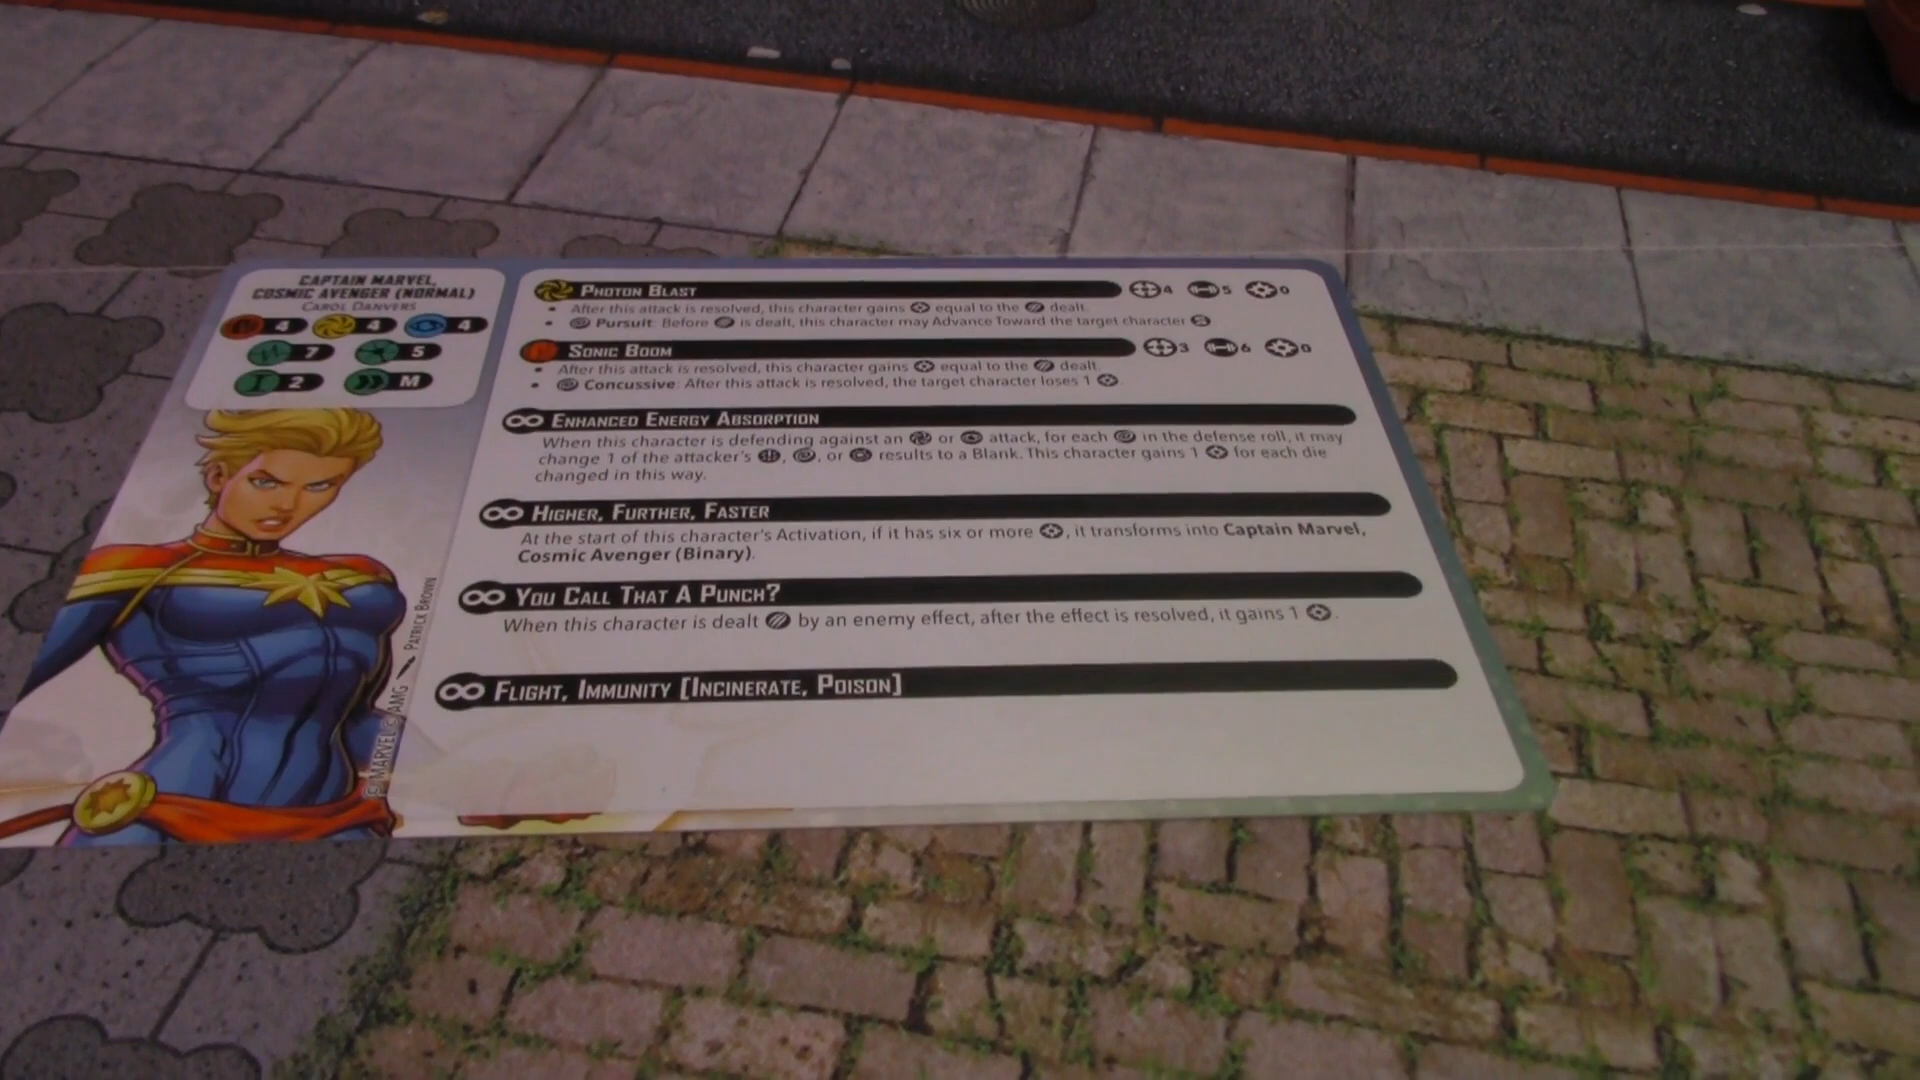 CAPTAIN MARVEL,
COSMIC AVENGER (NORMAL)
CAROL DANVERS
4 4 4
7 5
2 M
PHOTON BLAST 4 5 0
• After this attack is resolved, this character gains equal to the dealt.
• Pursuit: Before is dealt, this character may Advance Toward the target character S
SONIC BOOM 3 6 0
• After this attack is resolved, this character gains equal to the dealt.
• Concussive: After this attack is resolved, the target character loses 1
ENHANCED ENERGY ABSORPTION
When this character is defending against an or attack, for each in the defense roll, it may
change 1 of the attacker's , , or results to a Blank. This character gains 1 for each die
changed in this way.
HIGHER, FURTHER, FASTER
At the start of this character's Activation, if it has six or more , it transforms into Captain Marvel,
Cosmic Avenger (Binary).
YOU CALL THAT A PUNCH?
When this character is dealt by an enemy effect, after the effect is resolved, it gains 1 .
FLIGHT, IMMUNITY [INCINERATE, POISON]
© MARVEL © AMG PATRICK BROWN